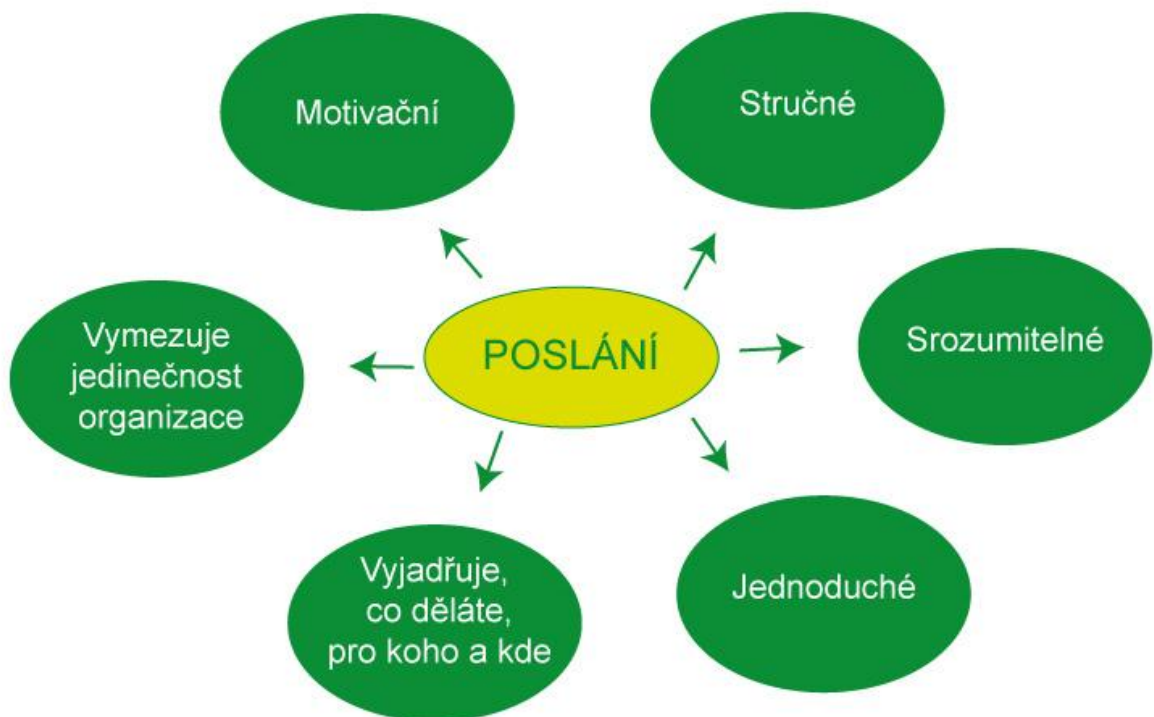 Motivační
Stručné
Vymezuje
jedinečnost
organizace
POSLÁNÍ
Srozumitelné
Vyjadřuje,
co děláte,
pro koho a kde
Jednoduché